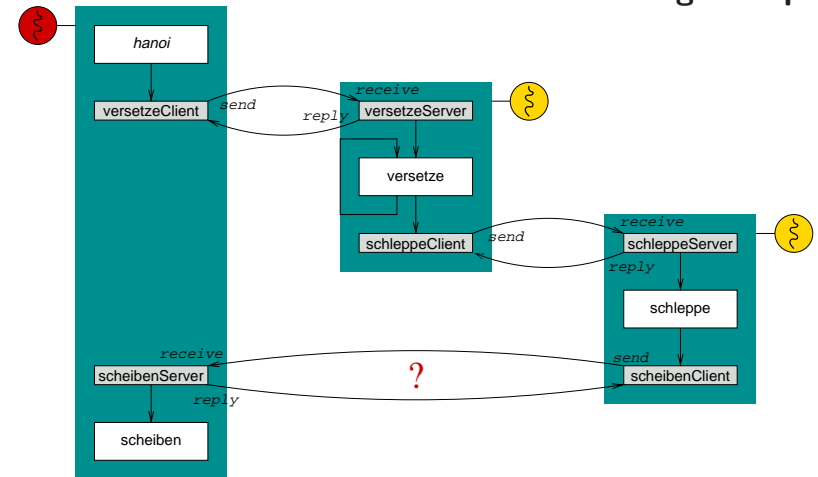 hanoi
versetzeClient
send
receive
reply
versetzeServer
versetze
schleppeClient
send
receive
reply
schleppeServer
schleppe
send
scheibenClient
receive
scheibenServer
reply
?
scheiben